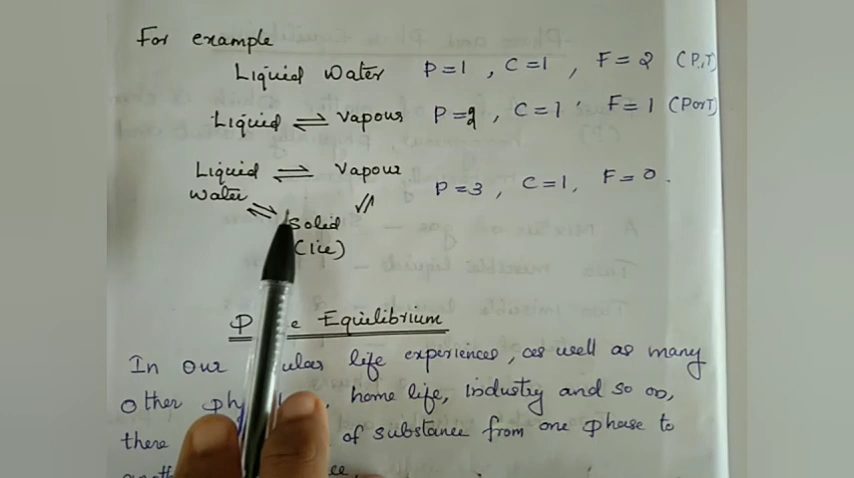 For example
Liquid Water P=1 , C=1 , F=2 (P,T)
Liquid ⇌ Vapour P=2, C=1, F=1 (P or T)
Liquid ⇌ Vapour
Water ⇌ ⇌ P=3, C=1, F=0.
Solid
(Ice)
Equilibrium
In our life experiences, as well as many
other home life, industry and so on,
there of substance from one phase to